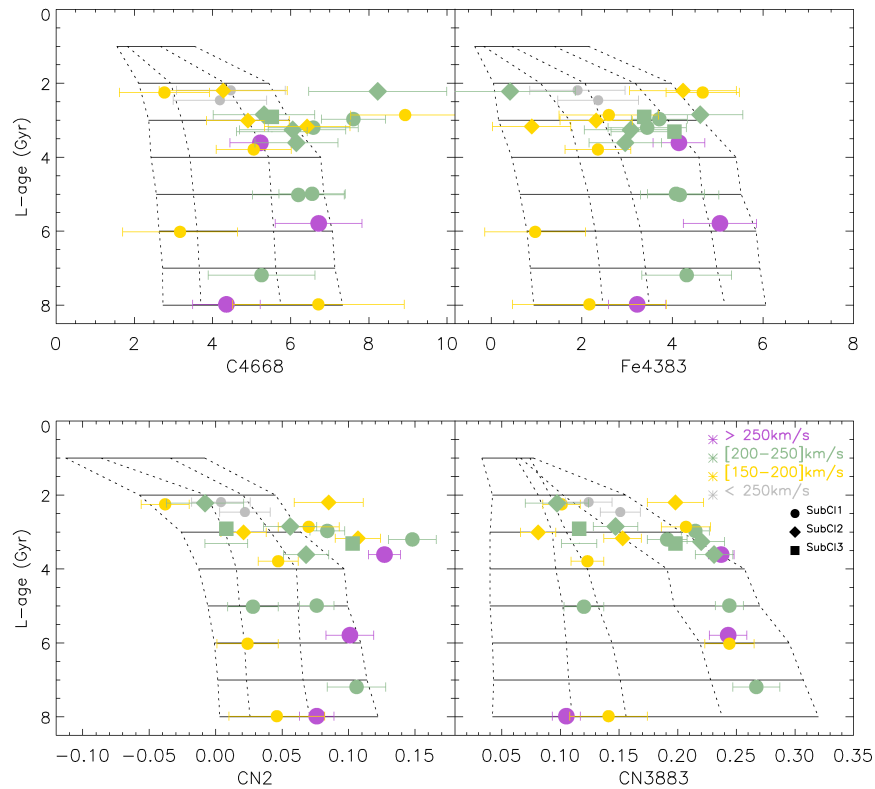 0
2
4
6
8
L-age (Gyr)
0 2 4 6 8 10
C4668
0 2 4 6 8
Fe4383
0
2
4
6
8
L-age (Gyr)
> 250km/s
[200-250]km/s
[150-200]km/s
< 250km/s
SubCl1
SubCl2
SubCl3
-0.10 -0.05 0.00 0.05 0.10 0.15
CN2
0.05 0.10 0.15 0.20 0.25 0.30 0.35
CN3883